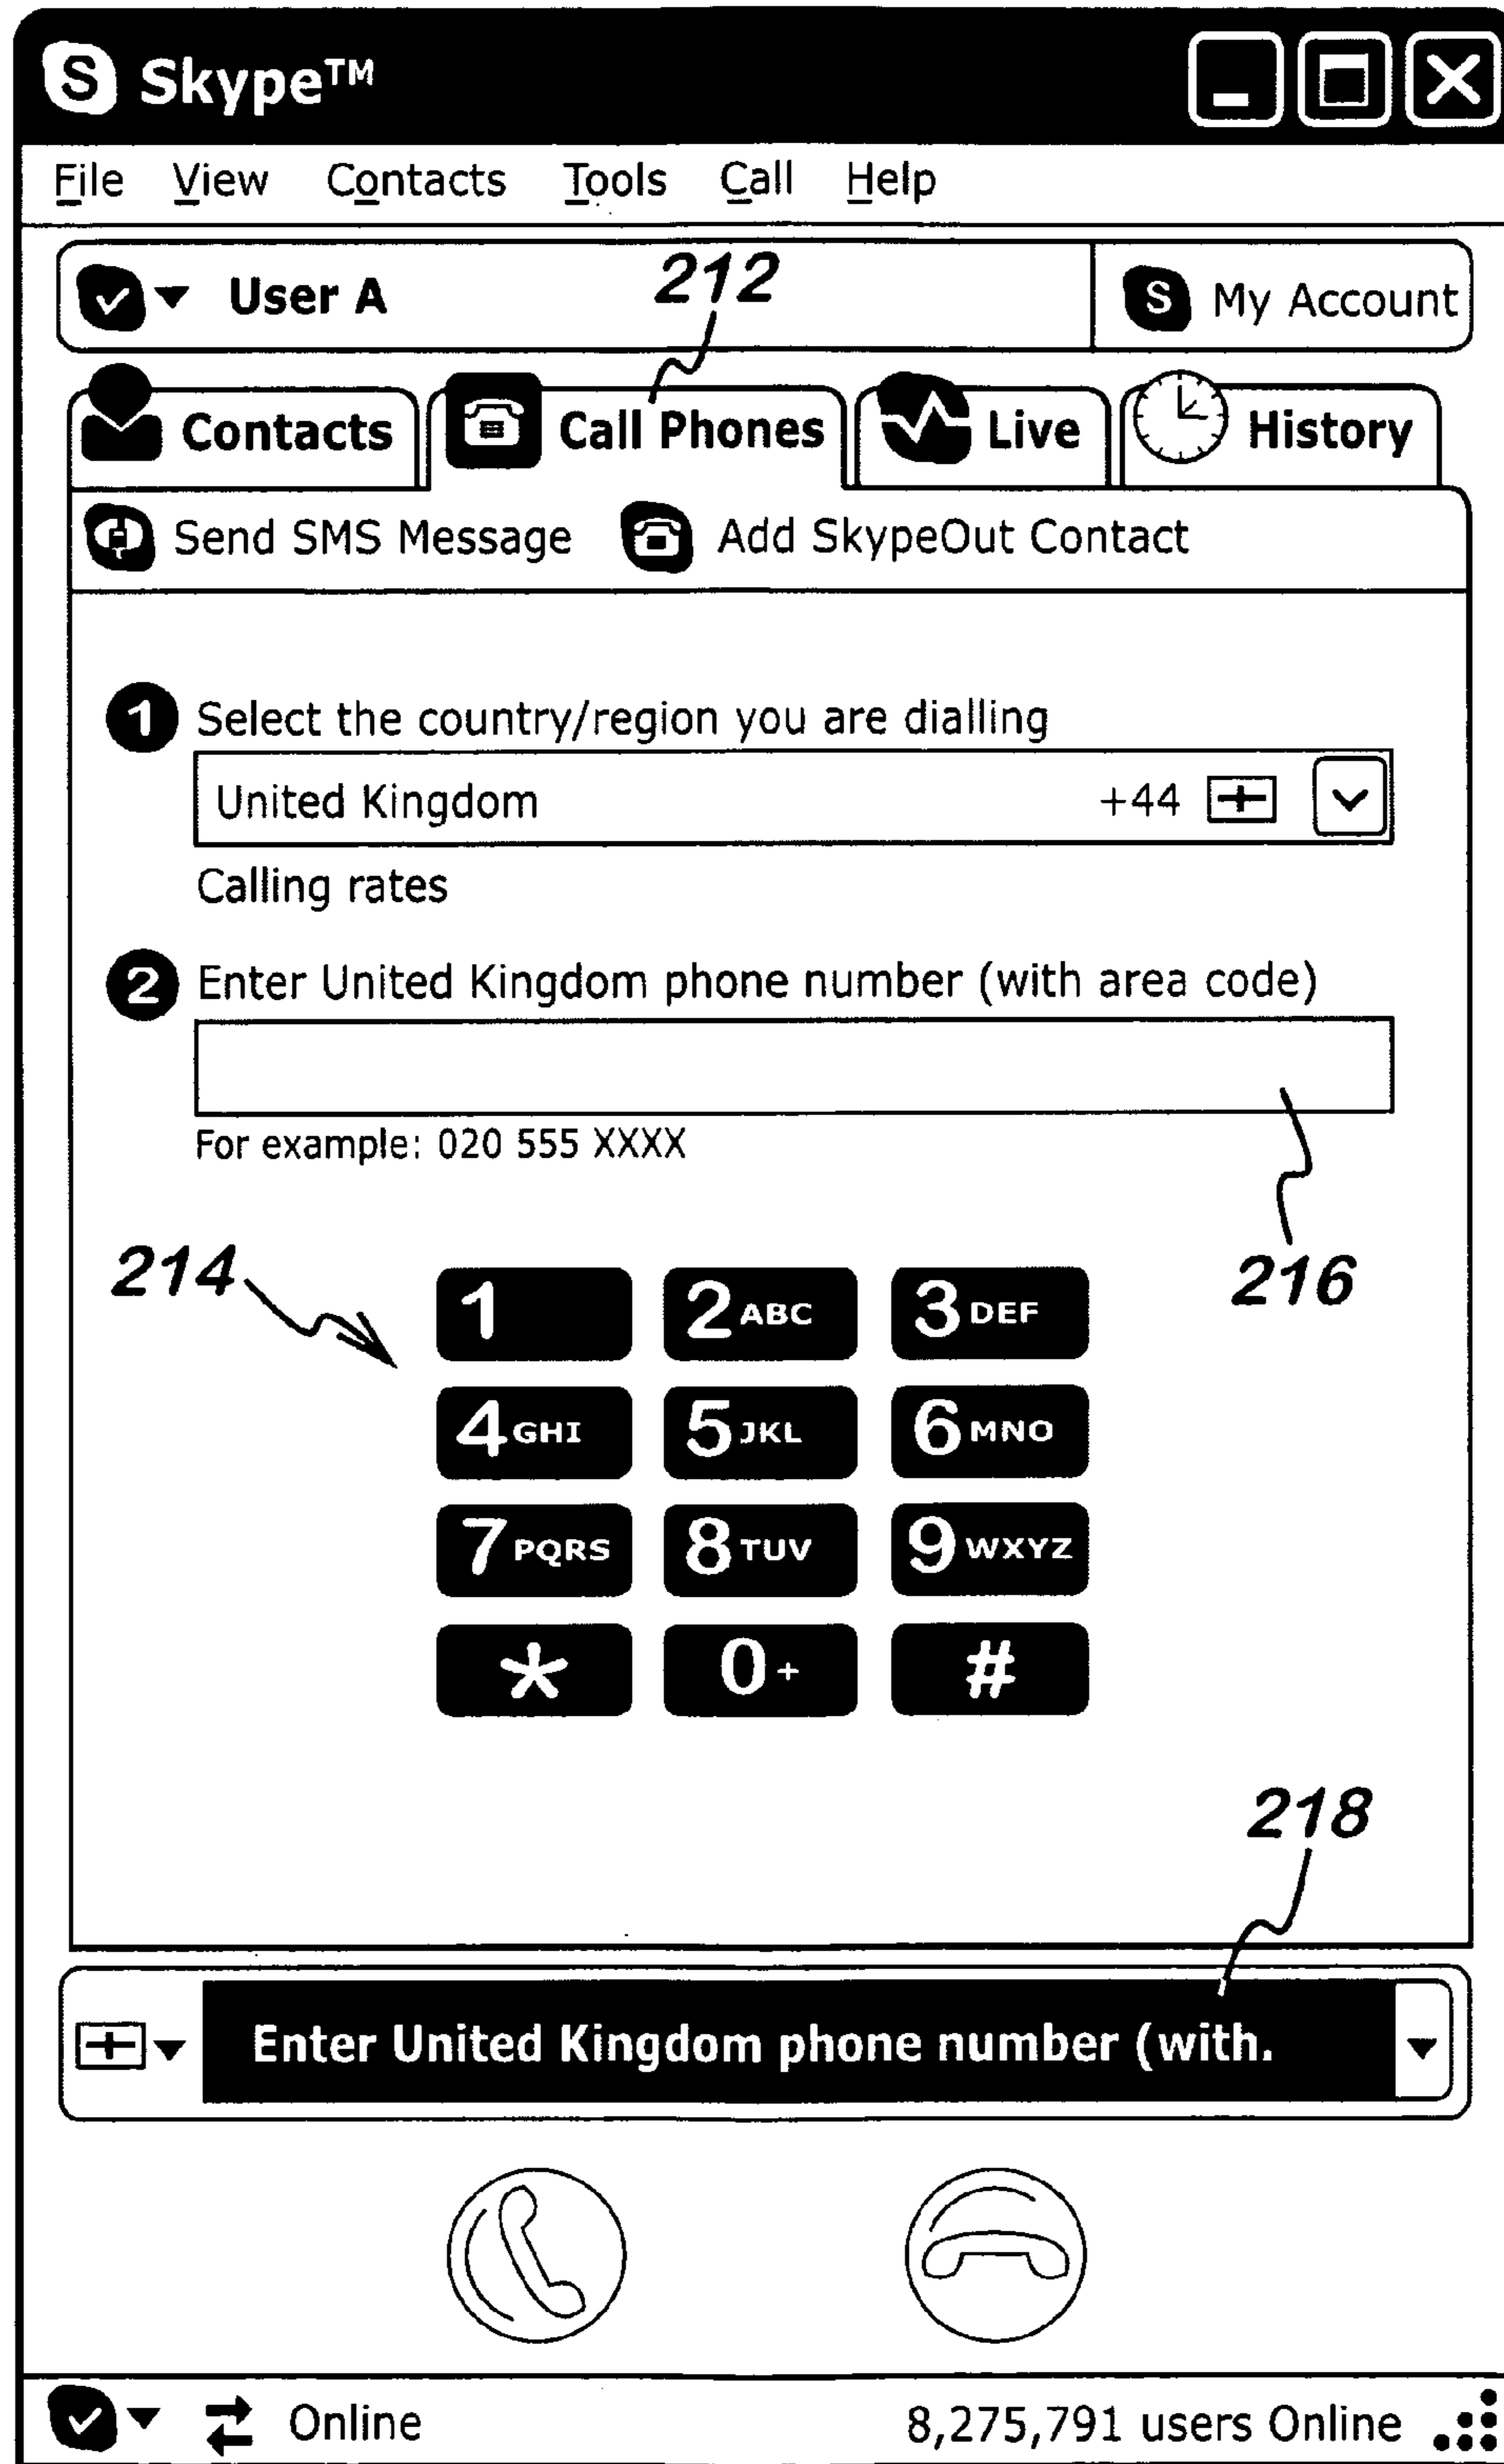 S Skype™
File View Contacts Tools Call Help
User A 212 S My Account
Contacts Call Phones Live History
Send SMS Message Add SkypeOut Contact
1 Select the country/region you are dialling
United Kingdom +44
Calling rates
2 Enter United Kingdom phone number (with area code)
For example: 020 555 XXXX
216
214
1 2 ABC 3 DEF
4 GHI 5 JKL 6 MNO
7 PQRS 8 TUV 9 WXYZ
* 0 + #
218
Enter United Kingdom phone number (with.
Online 8,275,791 users Online